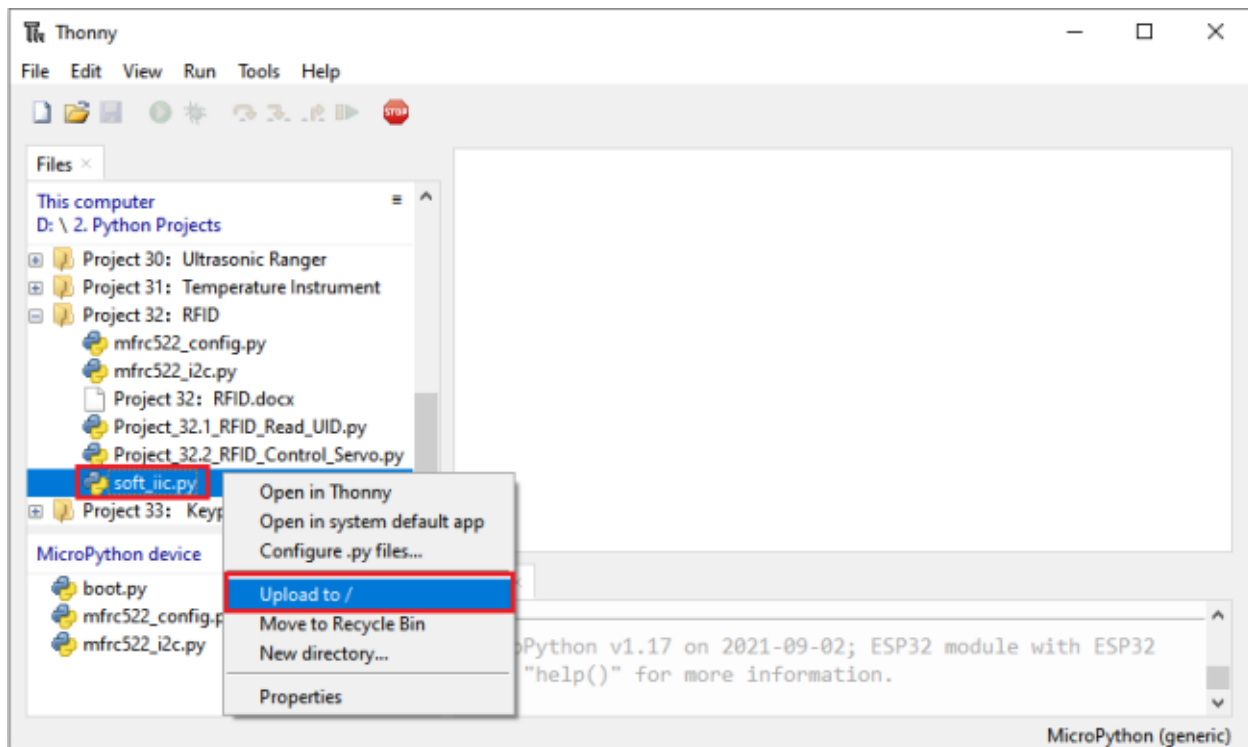 Thonny
File Edit View Run Tools Help
STOP
Files
This computer
D: \ 2. Python Projects
Project 30: Ultrasonic Ranger
Project 31: Temperature Instrument
Project 32: RFID
mfrc522_config.py
mfrc522_i2c.py
Project 32: RFID.docx
Project_32.1_RFID_Read_UID.py
Project_32.2_RFID_Control_Servo.py
soft_iic.py
Project 33: Keyp
Open in Thonny
Open in system default app
Configure .py files...
Upload to /
Move to Recycle Bin
New directory...
Properties
MicroPython device
boot.py
mfrc522_config.p
mfrc522_i2c.py
oPython v1.17 on 2021-09-02; ESP32 module with ESP32
"help()" for more information.
MicroPython (generic)